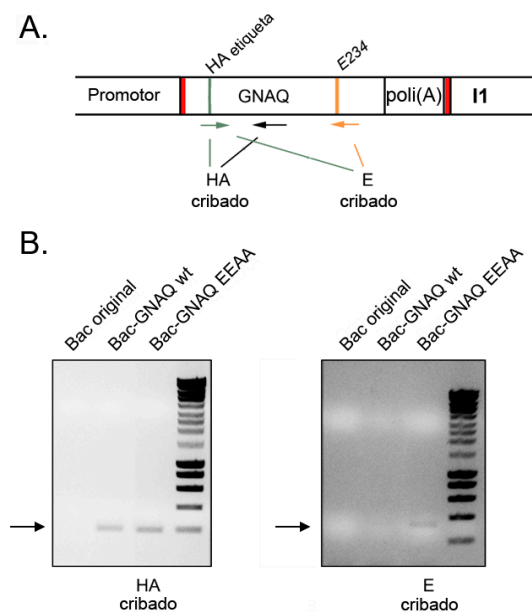 A.
HA etiqueta
E234
Promotor
GNAQ
poli(A)
I1
HA
cribado
E
cribado
B.
Bac original
Bac-GNAQ wt
Bac-GNAQ EEAA
Bac original
Bac-GNAQ wt
Bac-GNAQ EEAA
HA
cribado
E
cribado